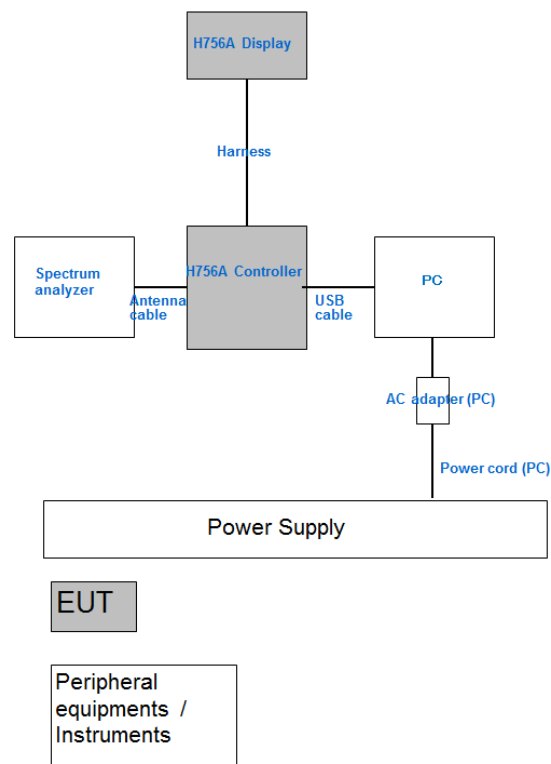 H756A Display
Harness
Spectrum
analyzer
Antenna
cable
H756A Controller
USB
cable
PC
AC adapter (PC)
Power cord (PC)
Power Supply
EUT
Peripheral
equipments /
Instruments